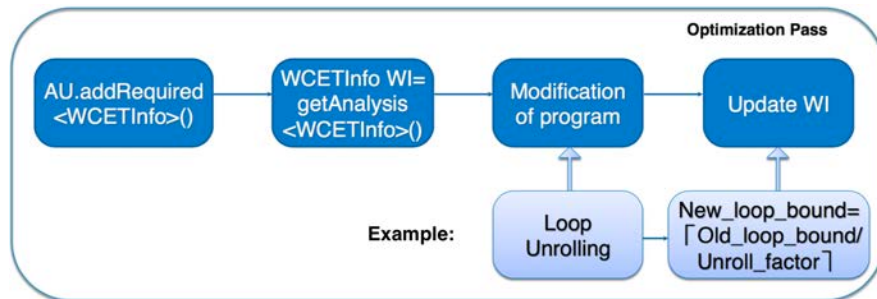 Optimization Pass
AU.addRequired
<WCETInfo>()
WCETInfo WI=
getAnalysis
<WCETInfo>()
Modification
of program
Update WI
Example:
Loop
Unrolling
New_loop_bound=
⌈Old_loop_bound/
Unroll_factor⌉